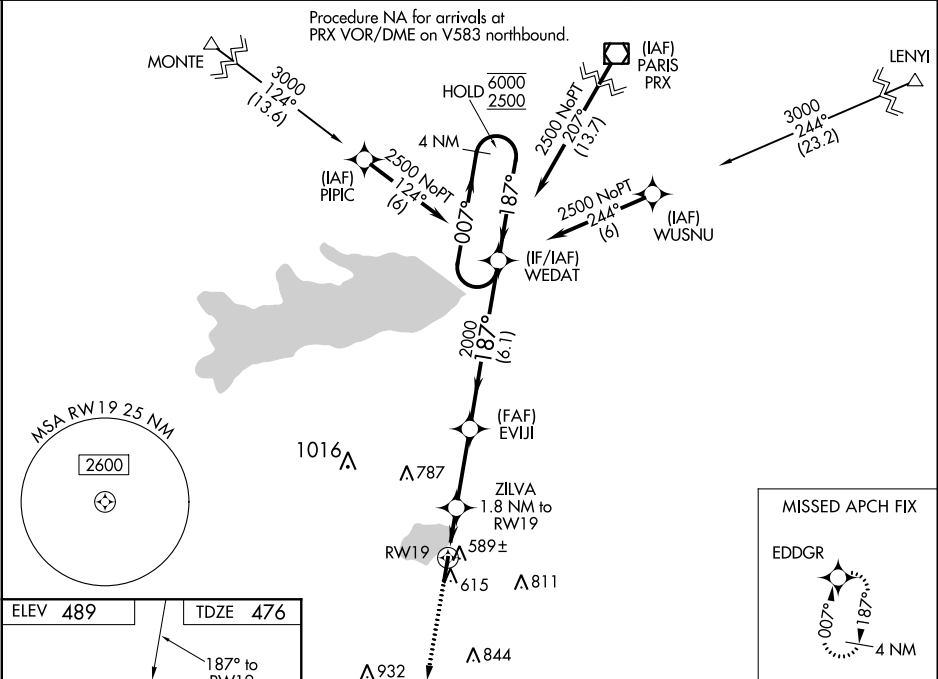 Procedure NA for arrivals at
PRX VOR/DME on V583 northbound.
MONTE
3000
124°
(13.6)
HOLD 6000
2500
4 NM
(IAF)
PARIS
PRX
2500 NoPT
207°
(13.7)
LENYI
3000
244°
(23.2)
(IAF)
PIPIC
2500 NoPT
124°
(6)
007°
187°
2500 NoPT
244°
(6)
(IAF)
WUSNU
(IF/IAF)
WEDAT
2000
187°
(6.1)
(FAF)
EVIJI
MSA RW19 25 NM
2600
1016
787
ZILVA
1.8 NM to
RW19
RW19
589±
615
811
844
932
MISSED APCH FIX
EDDGR
007°
187°
4 NM
ELEV 489
TDZE 476
187° to
RW19